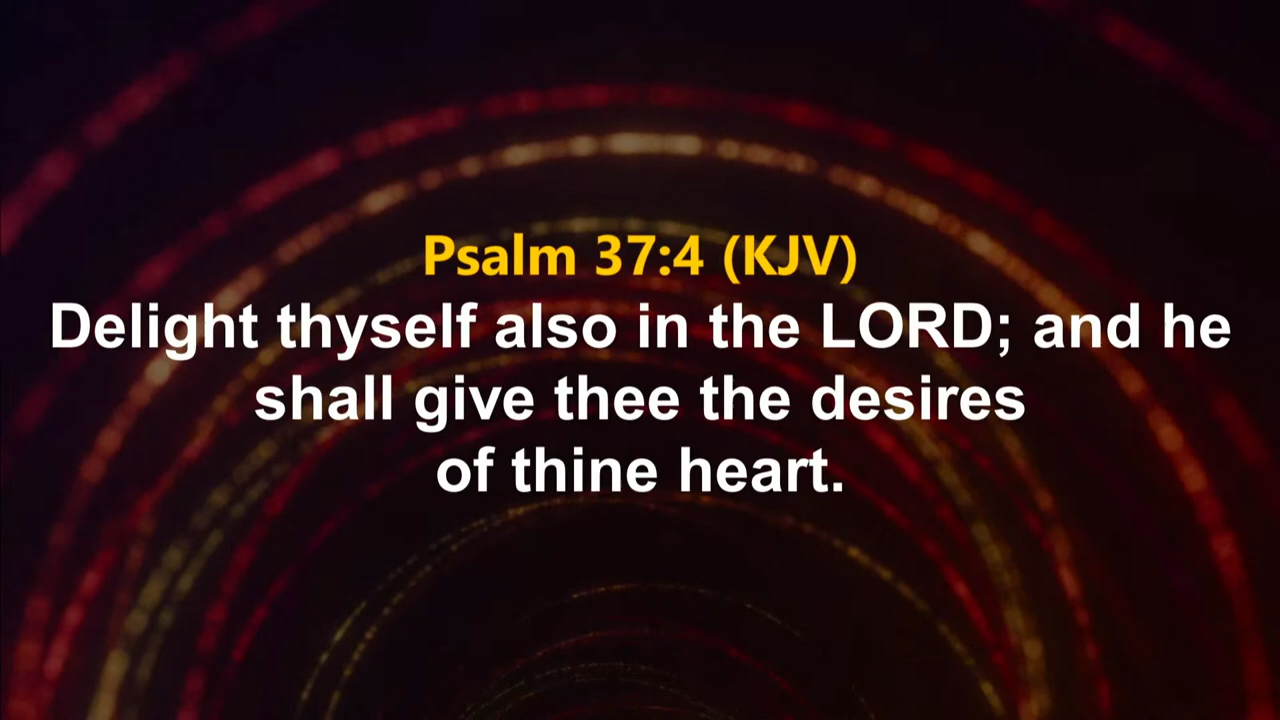 Psalm 37:4 (KJV)
Delight thyself also in the LORD; and he
shall give thee the desires
of thine heart.